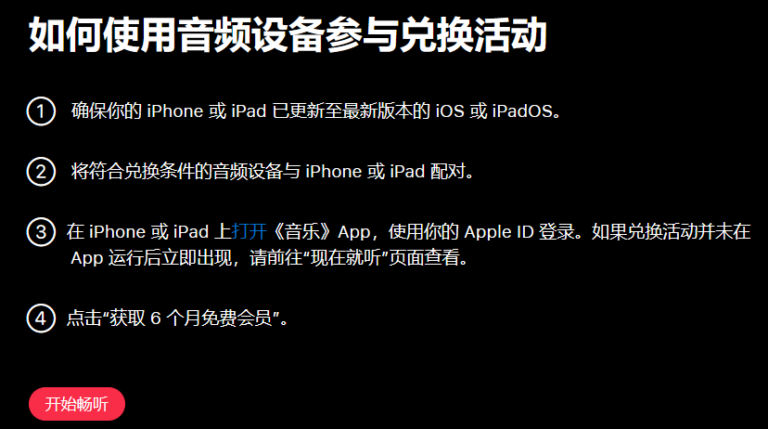 如何使用音频设备参与兑换活动
1 确保你的 iPhone 或 iPad 已更新至最新版本的 iOS 或 iPadOS。
2 将符合兑换条件的音频设备与 iPhone 或 iPad 配对。
3 在 iPhone 或 iPad 上打开《音乐》App，使用你的 Apple ID 登录。如果兑换活动并未在
App 运行后立即出现，请前往“现在就听”页面查看。
4 点击“获取 6 个月免费会员”。
开始畅听